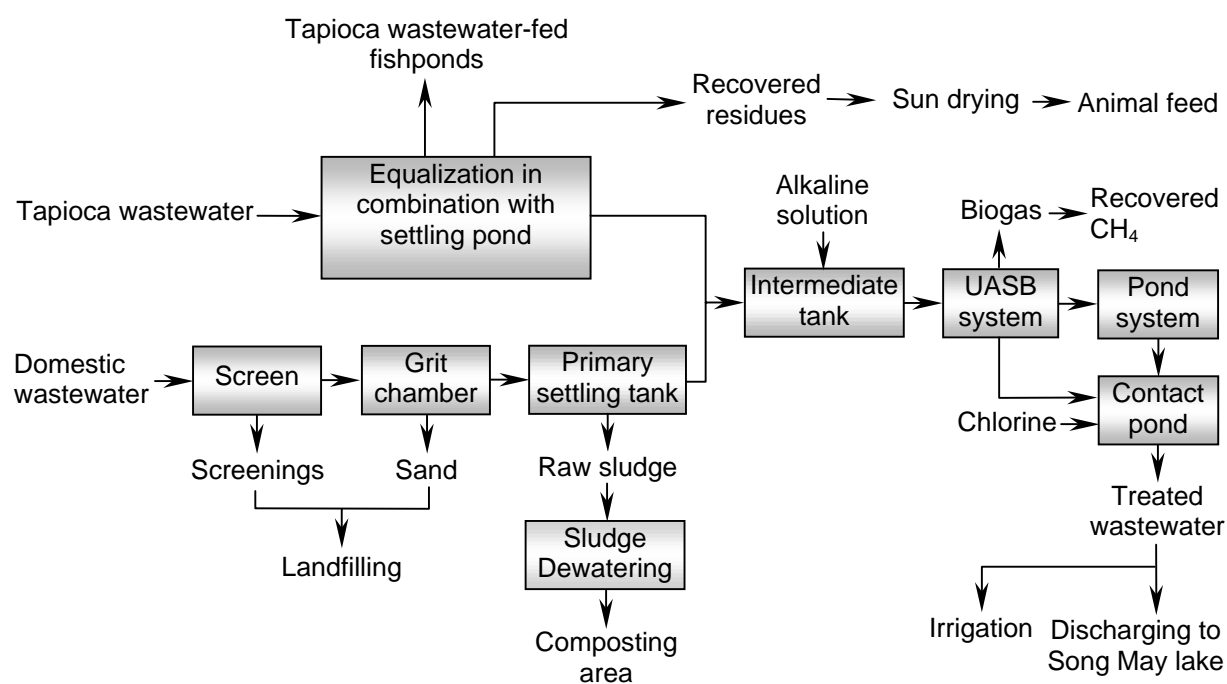 Tapioca wastewater-fed
fishponds
Recovered
residues
Sun drying
Animal feed
Tapioca wastewater
Equalization in
combination with
settling pond
Alkaline
solution
Biogas
Recovered
CH₄
Intermediate
tank
UASB
system
Pond
system
Domestic
wastewater
Screen
Grit
chamber
Primary
settling tank
Contact
pond
Chlorine
Screenings
Sand
Raw sludge
Treated
wastewater
Landfilling
Sludge
Dewatering
Composting
area
Irrigation
Discharging to
Song May lake